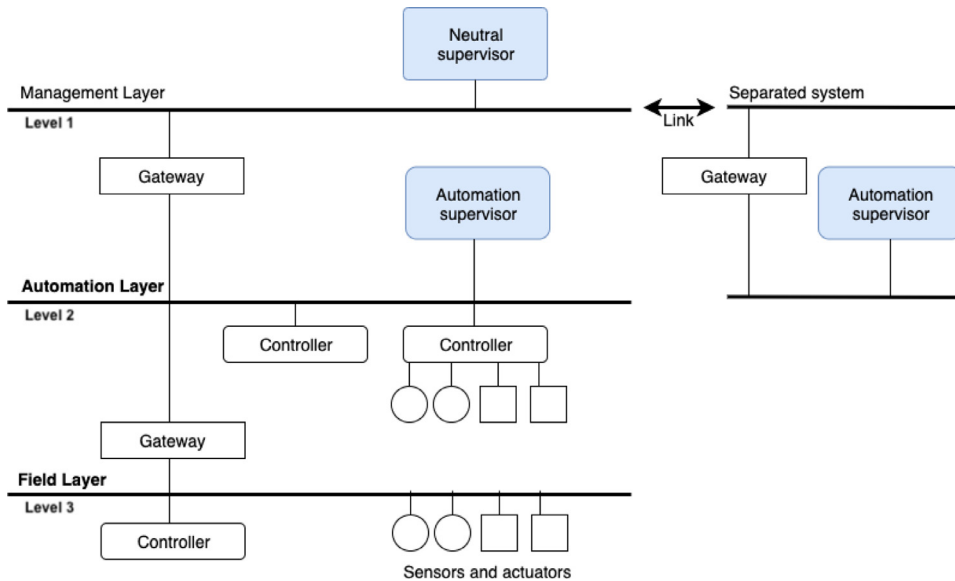 Neutral
supervisor
Management Layer
Level 1
Link
Separated system
Gateway
Automation
supervisor
Gateway
Automation
supervisor
Automation Layer
Level 2
Controller
Controller
Gateway
Field Layer
Level 3
Controller
Sensors and actuators